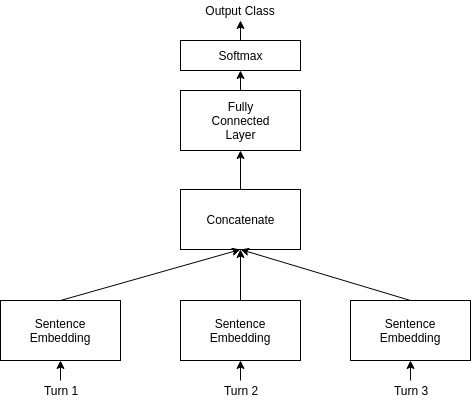 Output Class
Softmax
Fully
Connected
Layer
Concatenate
Sentence
Embedding
Sentence
Embedding
Sentence
Embedding
Turn 1
Turn 2
Turn 3